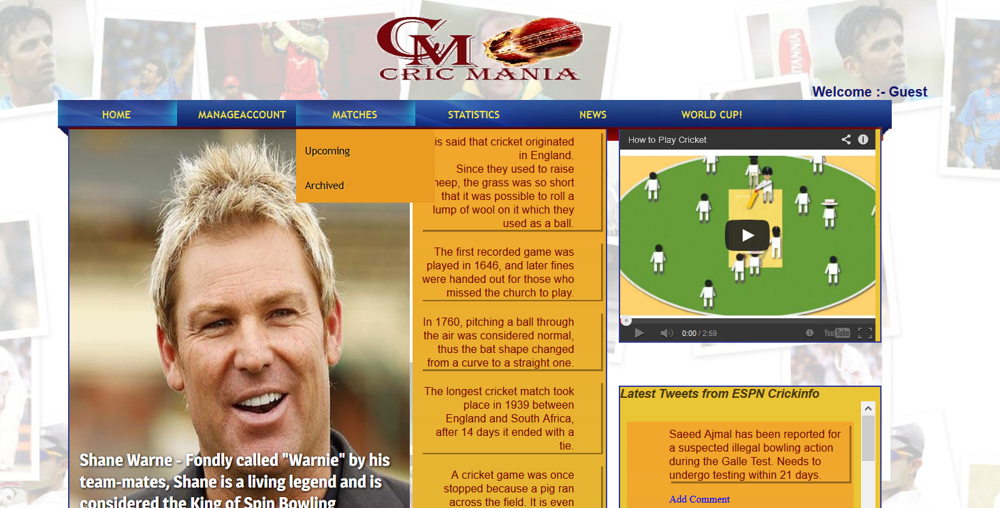 CM
CRIC MANIA
Welcome :- Guest
HOME
MANAGEACCOUNT
MATCHES
STATISTICS
NEWS
WORLD CUP!
Upcoming
Archived
is said that cricket originated
in England.
Since they used to raise
heep, the grass was so short
that it was possible to roll a
lump of wool on it which they
used as a ball.
The first recorded game was
played in 1646, and later fines
were handed out for those who
missed the church to play.
In 1760, pitching a ball through
the air was considered normal,
thus the bat shape changed
from a curve to a straight one.
The longest cricket match took
place in 1939 between
England and South Africa,
after 14 days it ended with a
tie.
A cricket game was once
stopped because a pig ran
across the field. It is even
Shane Warne - Fondly called "Warnie" by his
team-mates, Shane is a living legend and is
considered the King of Spin Bowling
How to Play Cricket
0:00 / 2:59
YouTube
Latest Tweets from ESPN Crickinfo
Saeed Ajmal has been reported for
a suspected illegal bowling action
during the Galle Test. Needs to
undergo testing within 21 days.
Add Comment